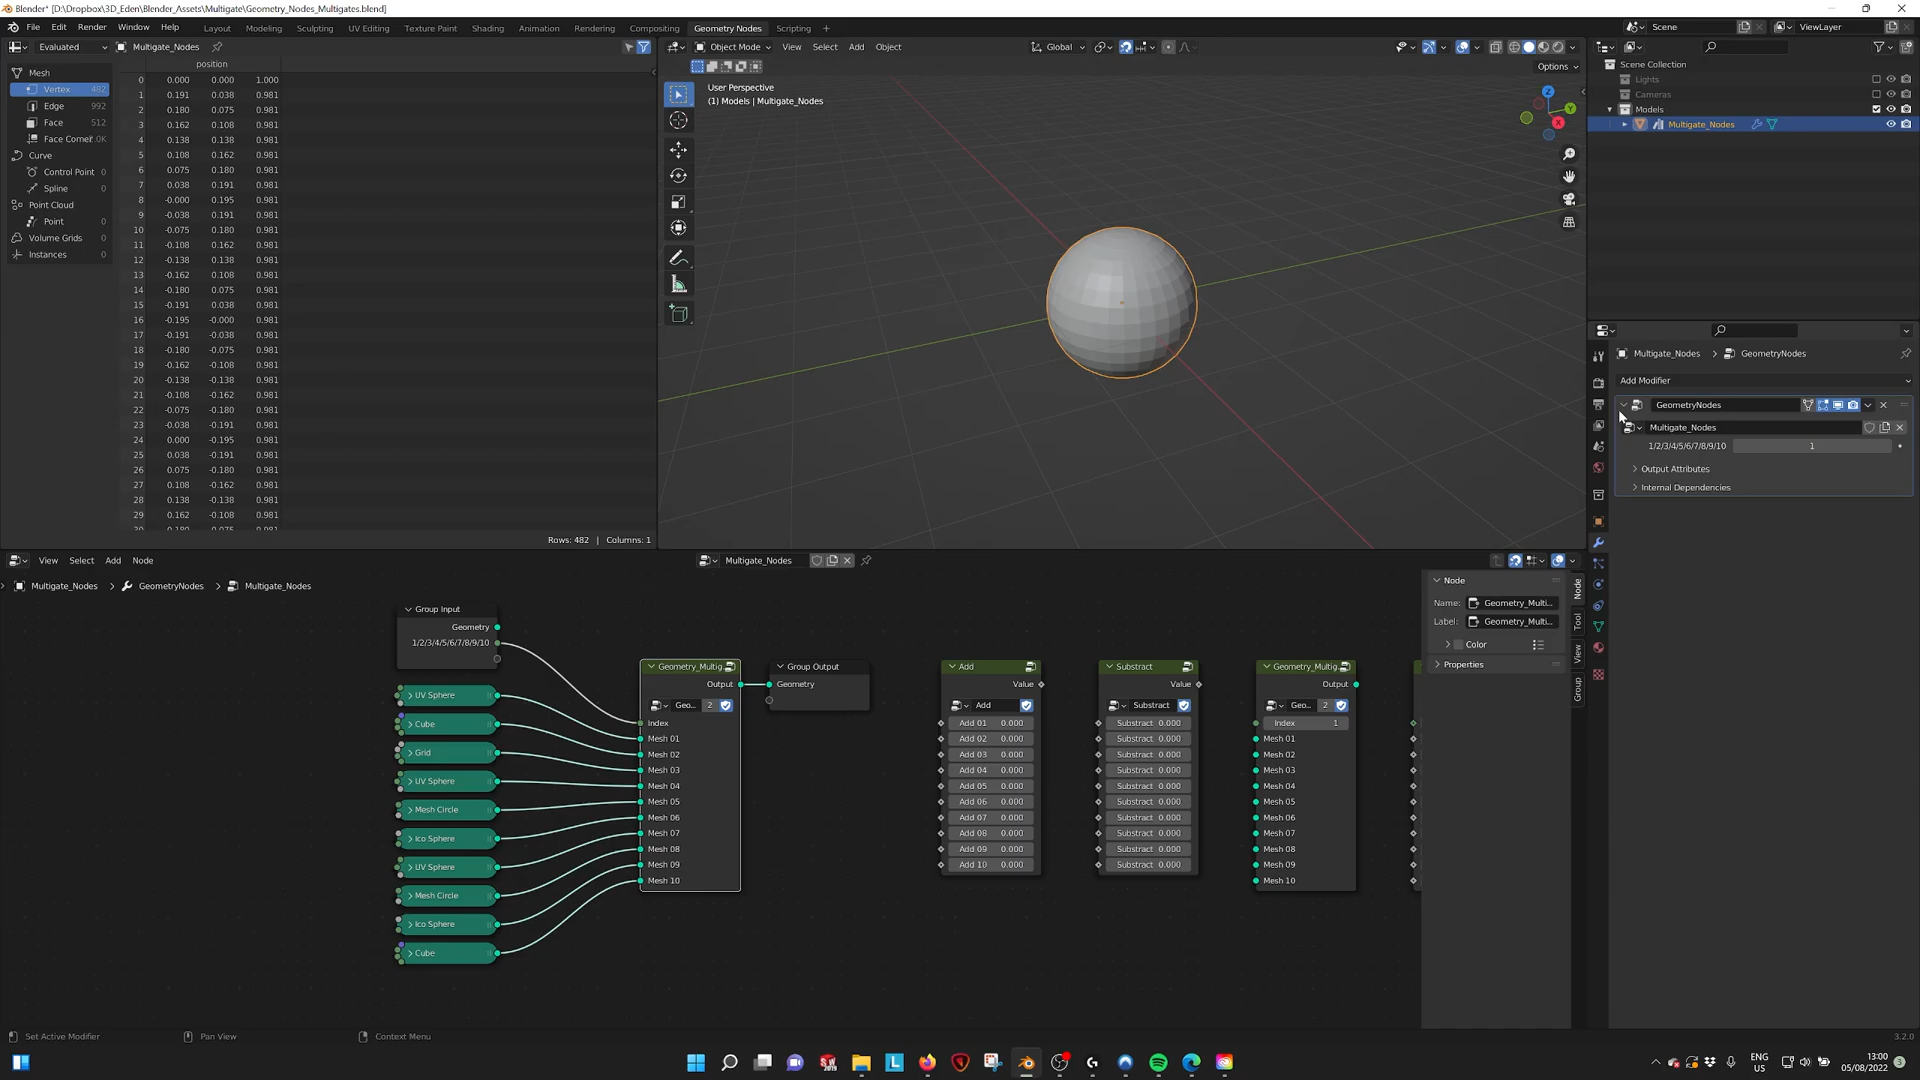 Blender* [D:\Dropbox\3D_Eden\Blender_Assets\Multigate\Geometry_Nodes_Multigates.blend]
File Edit Render Window Help Layout Modeling Sculpting UV Editing Texture Paint Shading Animation Rendering Compositing Geometry Nodes Scripting Scene ViewLayer
Evaluated Multigate_Nodes
position
Mesh
Vertex 482
Edge 992
Face 512
Face Corner 2.0K
Curve
Control Point 0
Spline 0
Point Cloud
Point 0
Volume Grids 0
Instances 0
0 0.000 0.000 1.000
1 0.191 0.038 0.981
2 0.180 0.075 0.981
3 0.162 0.108 0.981
4 0.138 0.138 0.981
5 0.108 0.162 0.981
6 0.075 0.180 0.981
7 0.038 0.191 0.981
8 -0.000 0.195 0.981
9 -0.038 0.191 0.981
10 -0.075 0.180 0.981
11 -0.108 0.162 0.981
12 -0.138 0.138 0.981
13 -0.162 0.108 0.981
14 -0.180 0.075 0.981
15 -0.191 0.038 0.981
16 -0.195 -0.000 0.981
17 -0.191 -0.038 0.981
18 -0.180 -0.075 0.981
19 -0.162 -0.108 0.981
20 -0.138 -0.138 0.981
21 -0.108 -0.162 0.981
22 -0.075 -0.180 0.981
23 -0.038 -0.191 0.981
24 0.000 -0.195 0.981
25 0.038 -0.191 0.981
26 0.075 -0.180 0.981
27 0.108 -0.162 0.981
28 0.138 -0.138 0.981
29 0.162 -0.108 0.981
Rows: 482 | Columns: 1
Object Mode View Select Add Object Global
Options
User Perspective
(1) Models | Multigate_Nodes
Z
Y
X
Scene Collection
Lights
Cameras
Models
Multigate_Nodes
Multigate_Nodes > GeometryNodes
Add Modifier
GeometryNodes
Multigate_Nodes
1/2/3/4/5/6/7/8/9/10 1
Output Attributes
Internal Dependencies
View Select Add Node Multigate_Nodes
Multigate_Nodes > GeometryNodes > Multigate_Nodes
Group Input
Geometry
1/2/3/4/5/6/7/8/9/10
UV Sphere
Cube
Grid
UV Sphere
Mesh Circle
Ico Sphere
UV Sphere
Mesh Circle
Ico Sphere
Cube
Geometry_Multig
Output
Geo... 2
Index
Mesh 01
Mesh 02
Mesh 03
Mesh 04
Mesh 05
Mesh 06
Mesh 07
Mesh 08
Mesh 09
Mesh 10
Group Output
Geometry
Add
Value
Add
Add 01 0.000
Add 02 0.000
Add 03 0.000
Add 04 0.000
Add 05 0.000
Add 06 0.000
Add 07 0.000
Add 08 0.000
Add 09 0.000
Add 10 0.000
Substract
Value
Substract
Substract 0.000
Substract 0.000
Substract 0.000
Substract 0.000
Substract 0.000
Substract 0.000
Substract 0.000
Substract 0.000
Substract 0.000
Substract 0.000
Geometry_Multig
Output
Geo... 2
Index 1
Mesh 01
Mesh 02
Mesh 03
Mesh 04
Mesh 05
Mesh 06
Mesh 07
Mesh 08
Mesh 09
Mesh 10
Node
Name: Geometry_Multi...
Label: Geometry_Multi...
Color
Properties
Node
Tool
View
Group
Set Active Modifier Pan View Context Menu 3.2.0
ENG
US
13:00
05/08/2022
3